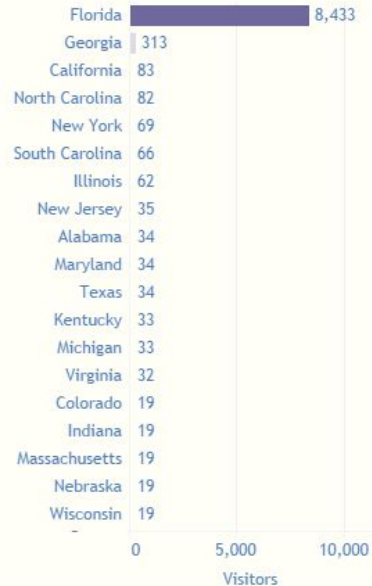 Florida 8,433
Georgia 313
California 83
North Carolina 82
New York 69
South Carolina 66
Illinois 62
New Jersey 35
Alabama 34
Maryland 34
Texas 34
Kentucky 33
Michigan 33
Virginia 32
Colorado 19
Indiana 19
Massachusetts 19
Nebraska 19
Wisconsin 19
0 5,000 10,000
Visitors